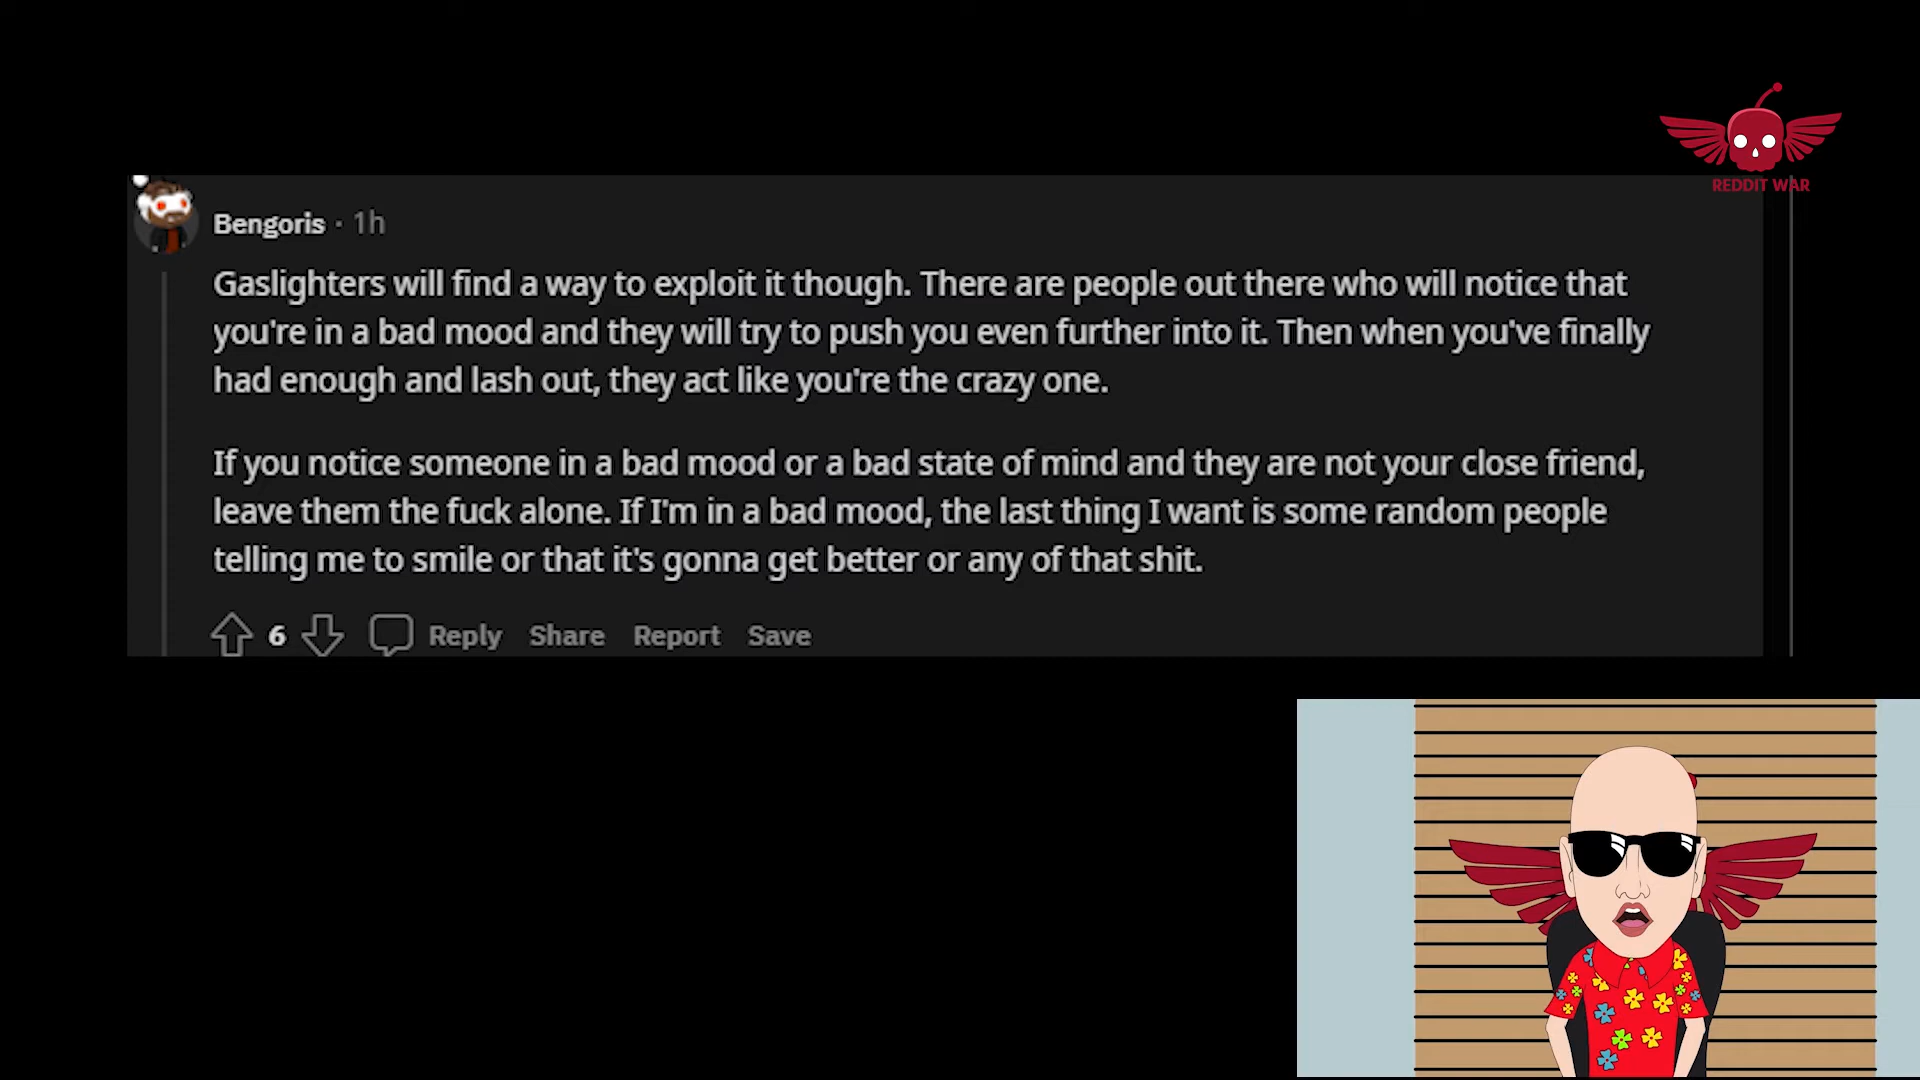 REDDIT WAR
Bengoris · 1h
Gaslighters will find a way to exploit it though. There are people out there who will notice that
you're in a bad mood and they will try to push you even further into it. Then when you've finally
had enough and lash out, they act like you're the crazy one.
If you notice someone in a bad mood or a bad state of mind and they are not your close friend,
leave them the fuck alone. If I'm in a bad mood, the last thing I want is some random people
telling me to smile or that it's gonna get better or any of that shit.
6 Reply Share Report Save